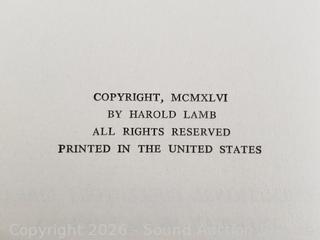 COPYRIGHT, MCMXLVI
BY HAROLD LAMB
ALL RIGHTS RESERVED
PRINTED IN THE UNITED STATES
Copyright 2026 - Sound Auction